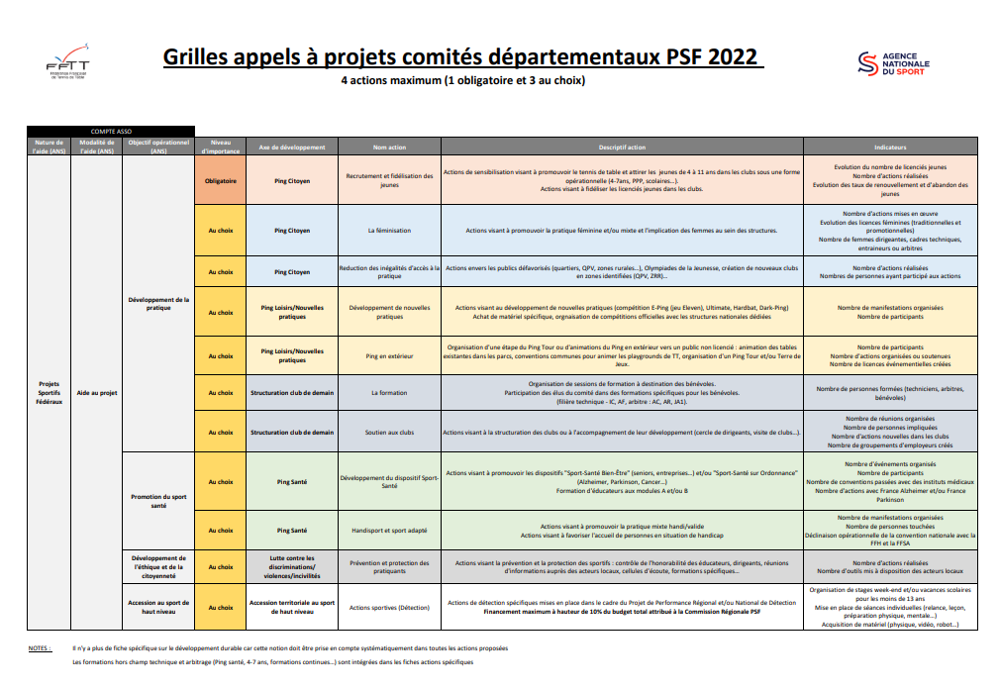 Grilles appels à projets comités départementaux PSF 2022
4 actions maximum (1 obligatoire et 3 au choix)
FFTT
Fédération Française
de Tennis de Table
AGENCE
NATIONALE
DU SPORT
COMPTE ASSO
Nature de
l'aide (ANS)
Modalité de
l'aide (ANS)
Objectif opérationnel
(ANS)
Niveau
d'importance
Axe de développement
Nom action
Descriptif action
Indicateurs
Projets
Sportifs
Fédéraux
Aide au projet
Développement de la
pratique
Obligatoire
Ping Citoyen
Recrutement et fidélisation des
jeunes
Actions de sensibilisation visant à promouvoir le tennis de table et attirer les jeunes de 4 à 11 ans dans les clubs sous une forme
opérationnelle (4-7ans, PPP, scolaires…).
Actions visant à fidéliser les licenciés jeunes dans les clubs.
Evolution du nombre de licenciés jeunes
Nombre d'actions réalisées
Evolution des taux de renouvellement et d'abandon des
jeunes
Au choix
Ping Citoyen
La féminisation
Actions visant à promouvoir la pratique féminine et/ou mixte et l'implication des femmes au sein des structures.
Nombre d'actions mises en œuvre
Evolution des licences féminines (traditionnelles et
promotionnelles)
Nombre de femmes dirigeantes, cadres techniques,
entraineurs ou arbitres
Au choix
Ping Citoyen
Reduction des inégalités d'accès à la
pratique
Actions envers les publics défavorisés (quartiers, QPV, zones rurales…), Olympiades de la Jeunesse, création de nouveaux clubs
en zones identifiées (QPV, ZRR)…
Nombre d'actions réalisées
Nombres de personnes ayant participé aux actions
Au choix
Ping Loisirs/Nouvelles
pratiques
Développement de nouvelles
pratiques
Actions visant au développement de nouvelles pratiques (compétition E-Ping (jeu Eleven), Ultimate, Hardbat, Dark-Ping)
Achat de matériel spécifique, orgnaisation de compétitions officielles avec les structures nationales dédiées
Nombre de manifestations organisées
Nombre de participants
Au choix
Ping Loisirs/Nouvelles
pratiques
Ping en extérieur
Organisation d'une étape du Ping Tour ou d'animations du Ping en extérieur vers un public non licencié : animation des tables
existantes dans les parcs, conventions communes pour animer les playgrounds de TT, organisation d'un Ping Tour et/ou Terre de
Jeux.
Nombre de participants
Nombre d'actions organisées ou soutenues
Nombre de licences événementielles créées
Au choix
Structuration club de demain
La formation
Organisation de sessions de formation à destination des bénévoles.
Participation des élus du comité dans des formations spécifiques pour les bénévoles.
(filière technique - IC, AF, arbitre : AC, AR, JA1).
Nombre de personnes formées (techniciens, arbitres,
bénévoles)
Au choix
Structuration club de demain
Soutien aux clubs
Actions visant à la structuration des clubs ou à l'accompagnement de leur développement (cercle de dirigeants, visite de clubs…).
Nombre de réunions organisées
Nombre de personnes impliquées
Nombre d'actions nouvelles dans les clubs
Nombre de groupements d'employeurs créés
Promotion du sport
santé
Au choix
Ping Santé
Développement du dispositif Sport-
Santé
Actions visant à promouvoir les dispositifs "Sport-Santé Bien-Être" (seniors, entreprises…) et/ou "Sport-Santé sur Ordonnance"
(Alzheimer, Parkinson, Cancer…)
Formation d'éducateurs aux modules A et/ou B
Nombre d'événements organisés
Nombre de participants
Nombre de conventions passées avec des instituts médicaux
Nombre d'actions avec France Alzheimer et/ou France
Parkinson
Au choix
Ping Santé
Handisport et sport adapté
Actions visant à promouvoir la pratique mixte handi/valide
Actions visant à favoriser l'accueil de personnes en situation de handicap
Nombre de manifestations organisées
Nombre de personnes touchées
Déclinaison opérationnelle de la convention nationale avec la
FFH et la FFSA
Développement de
l'éthique et de la
citoyenneté
Au choix
Lutte contre les
discriminations/
violences/incivilités
Prévention et protection des
pratiquants
Actions visant la prévention et la protection des sportifs : contrôle de l'honorabilité des éducateurs, dirigeants, réunions
d'informations auprès des acteurs locaux, cellules d'écoute, formations spécifiques…
Nombre d'actions réalisées
Nombre d'outils mis à disposition des acteurs locaux
Accession au sport de
haut niveau
Au choix
Accession territoriale au sport
de haut niveau
Actions sportives (Détection)
Actions de détection spécifiques mises en place dans le cadre du Projet de Performance Régional et/ou National de Détection
Financement maximum à hauteur de 10% du budget total attribué à la Commission Régionale PSF
Organisation de stages week-end et/ou vacances scolaires
pour les moins de 13 ans
Mise en place de séances individuelles (relance, leçon,
préparation physique, mentale…)
Acquisition de matériel (physique, vidéo, robot…)
NOTES :
Il n'y a plus de fiche spécifique sur le développement durable car cette notion doit être prise en compte systématiquement dans toutes les actions proposées
Les formations hors champ technique et arbitrage (Ping santé, 4-7 ans, formations continues…) sont intégrées dans les fiches actions spécifiques